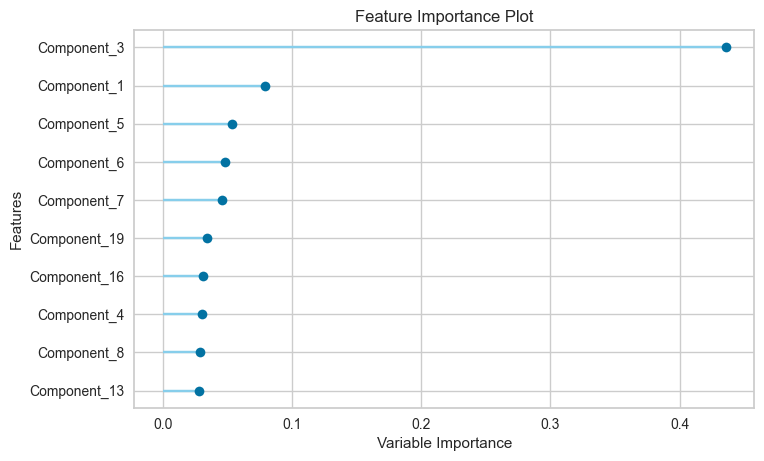 Feature Importance Plot
Component_3
Component_1
Component_5
Component_6
Component_7
Component_19
Component_16
Component_4
Component_8
Component_13
Features
0.0 0.1 0.2 0.3 0.4
Variable Importance